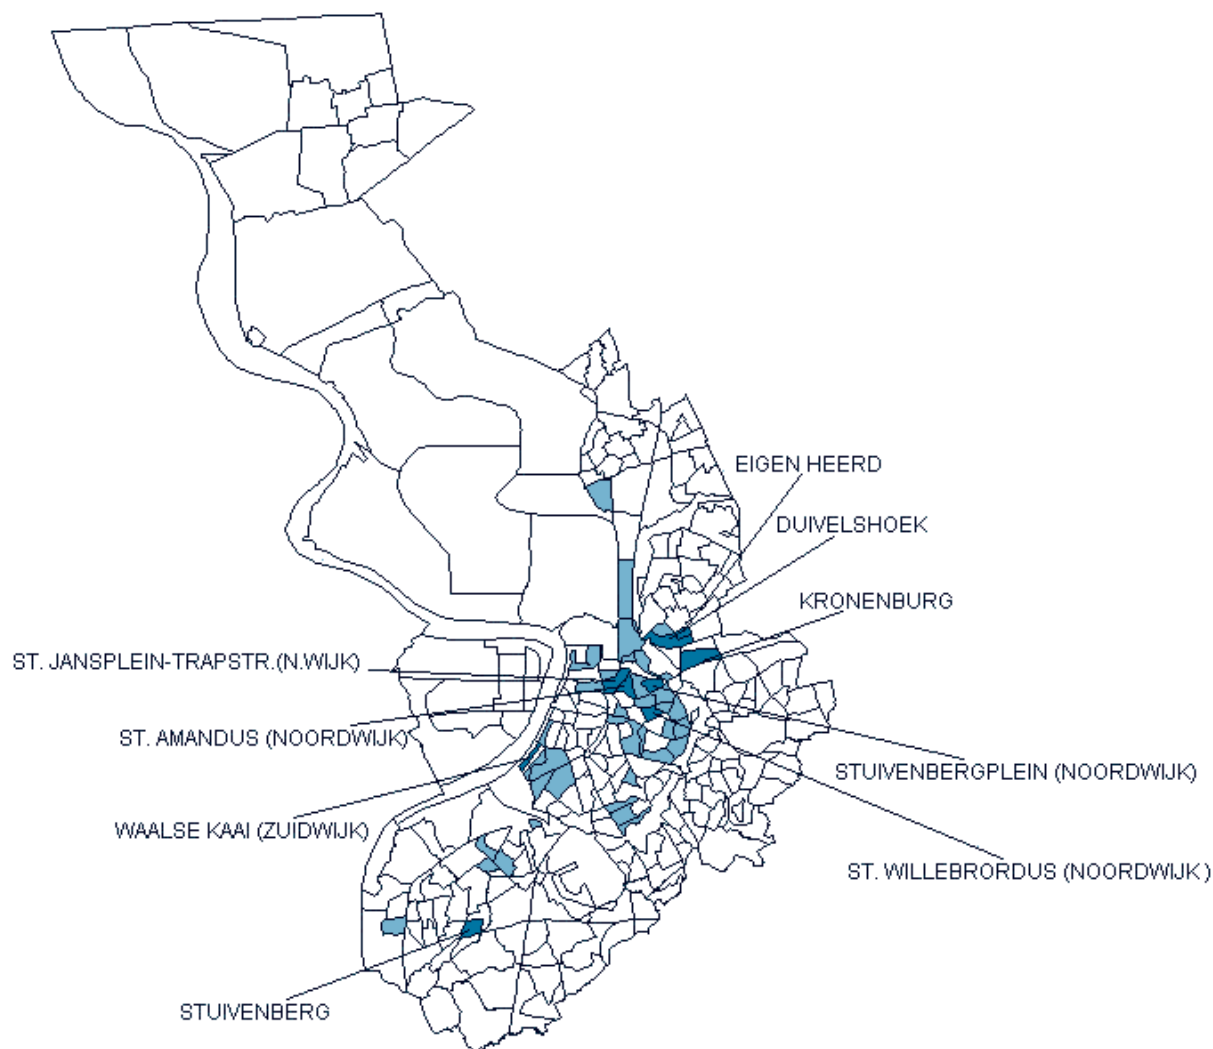 EIGEN HEERD
DUIVELSHOEK
KRONENBURG
ST. JANSPLEIN-TRAPSTR.(N.WIJK)
ST. AMANDUS (NOORDWIJK)
STUIVENBERGPLEIN (NOORDWIJK)
WAALSE KAAI (ZUIDWIJK)
ST. WILLEBRORDUS (NOORDWIJK )
STUIVENBERG